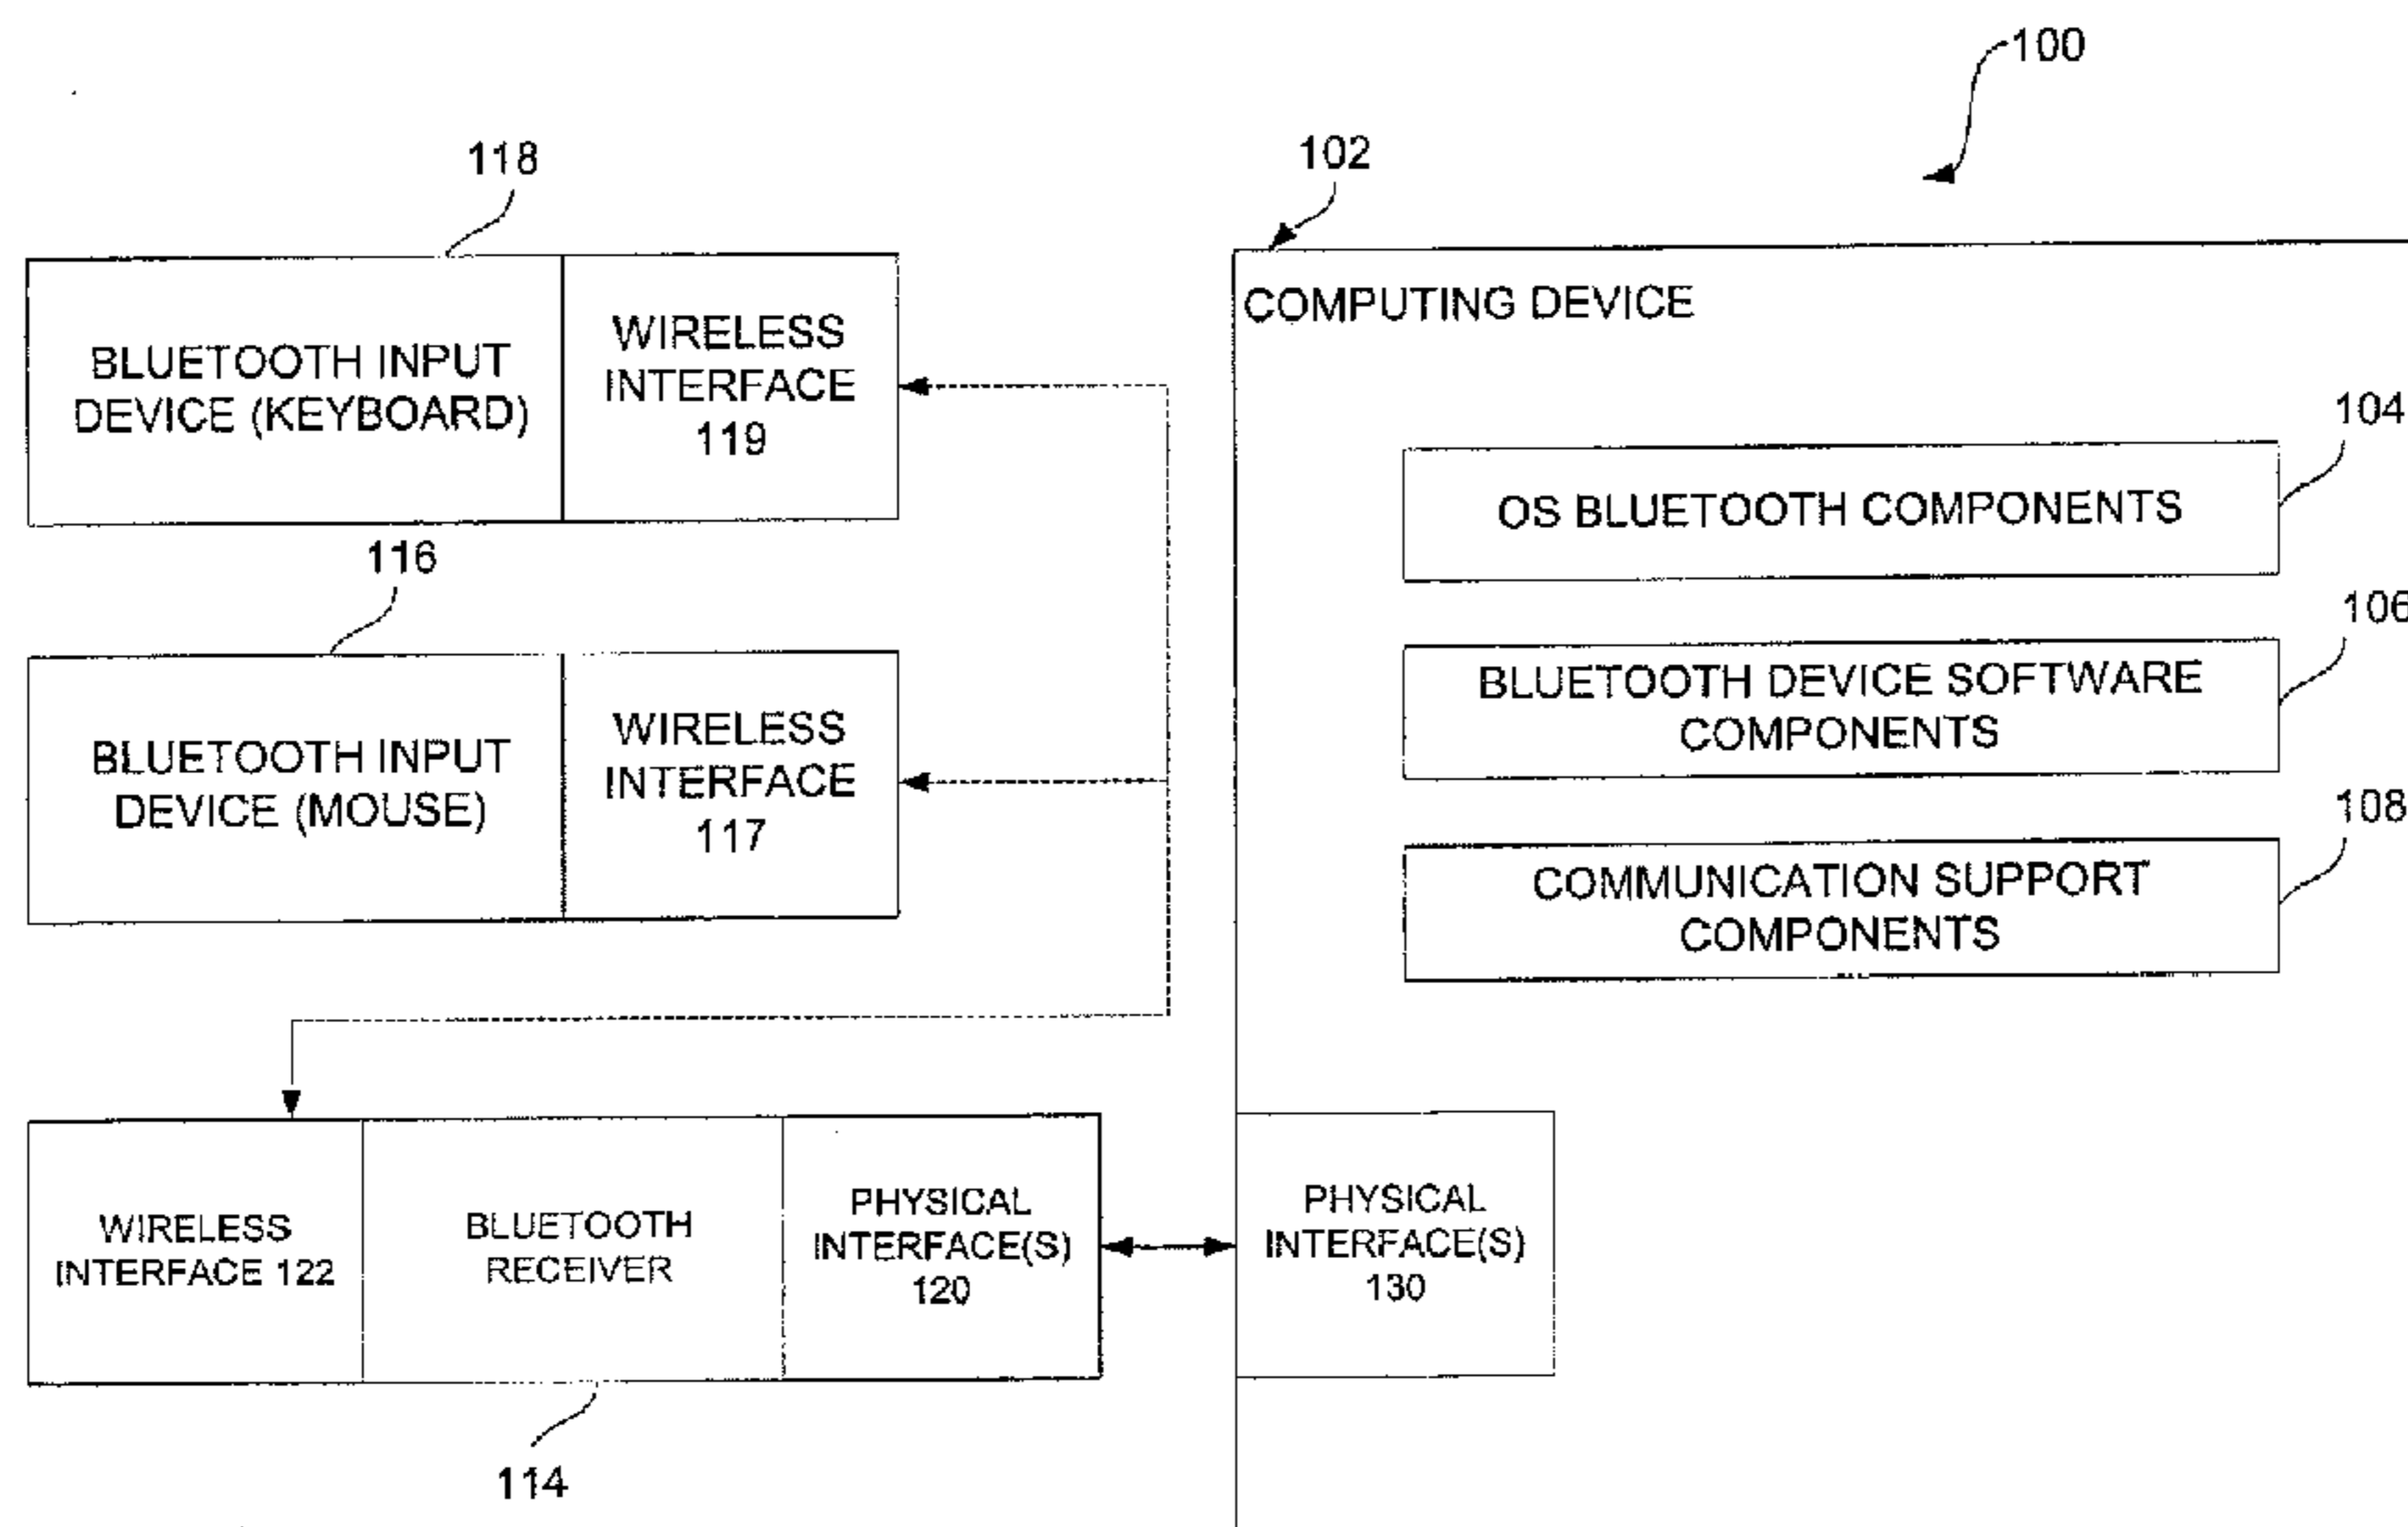 100
118
102
COMPUTING DEVICE
BLUETOOTH INPUT
DEVICE (KEYBOARD)
WIRELESS
INTERFACE
119
104
OS BLUETOOTH COMPONENTS
116
106
BLUETOOTH DEVICE SOFTWARE
COMPONENTS
BLUETOOTH INPUT
DEVICE (MOUSE)
WIRELESS
INTERFACE
117
108
COMMUNICATION SUPPORT
COMPONENTS
WIRELESS
INTERFACE 122
BLUETOOTH
RECEIVER
PHYSICAL
INTERFACE(S)
120
PHYSICAL
INTERFACE(S)
130
114